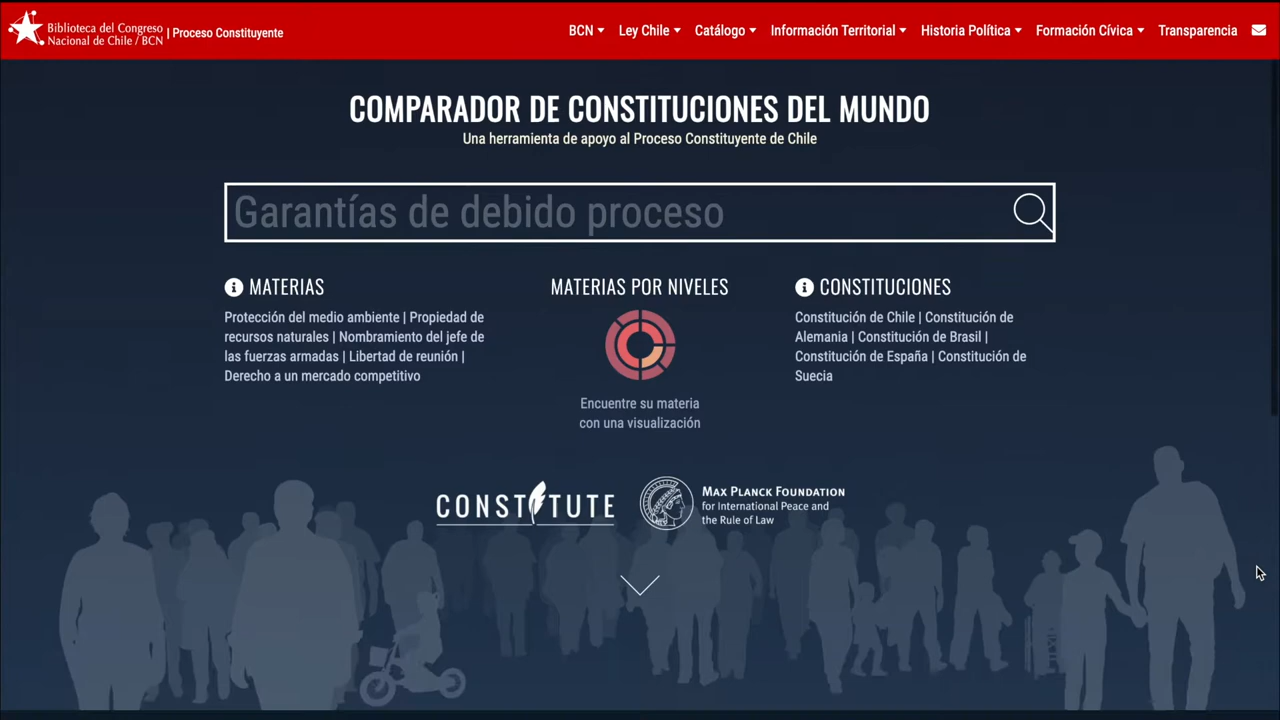 Biblioteca del Congreso
Nacional de Chile / BCN | Proceso Constituyente
BCN Ley Chile Catálogo Información Territorial Historia Política Formación Cívica Transparencia
COMPARADOR DE CONSTITUCIONES DEL MUNDO
Una herramienta de apoyo al Proceso Constituyente de Chile
Garantías de debido proceso
MATERIAS
Protección del medio ambiente | Propiedad de
recursos naturales | Nombramiento del jefe de
las fuerzas armadas | Libertad de reunión |
Derecho a un mercado competitivo
MATERIAS POR NIVELES
Encuentre su materia
con una visualización
CONSTITUCIONES
Constitución de Chile | Constitución de
Alemania | Constitución de Brasil |
Constitución de España | Constitución de
Suecia
CONSTITUTE
MAX PLANCK FOUNDATION
for International Peace and
the Rule of Law